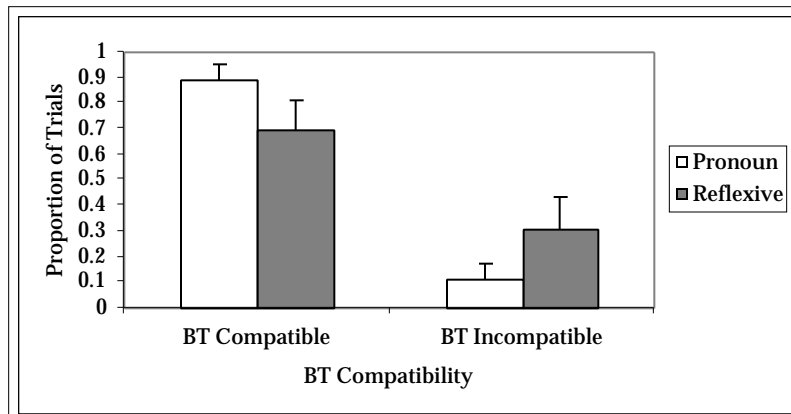 1
0.9
0.8
0.7
0.6
0.5
0.4
0.3
0.2
0.1
0
Proportion of Trials
BT Compatible BT Incompatible
BT Compatibility
Pronoun
Reflexive